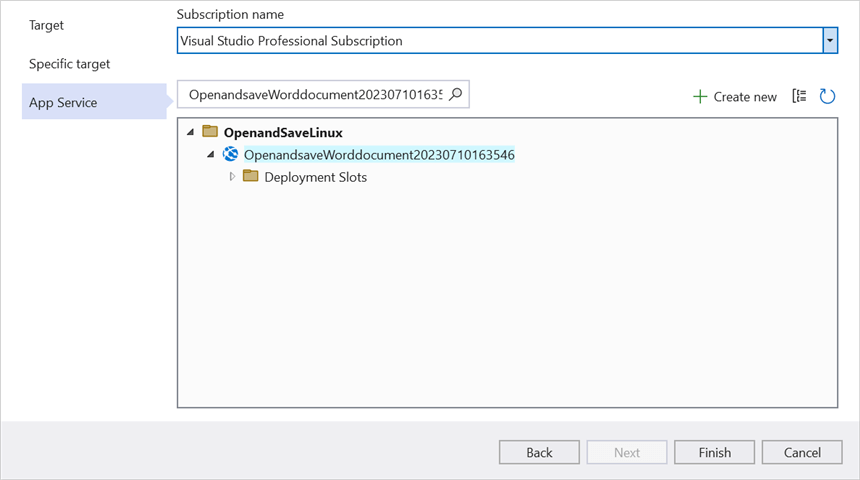 Target
Specific target
App Service
Subscription name
Visual Studio Professional Subscription
OpenandsaveWorddocument202307101635
Create new
OpenandSaveLinux
OpenandsaveWorddocument20230710163546
Deployment Slots
Back
Next
Finish
Cancel